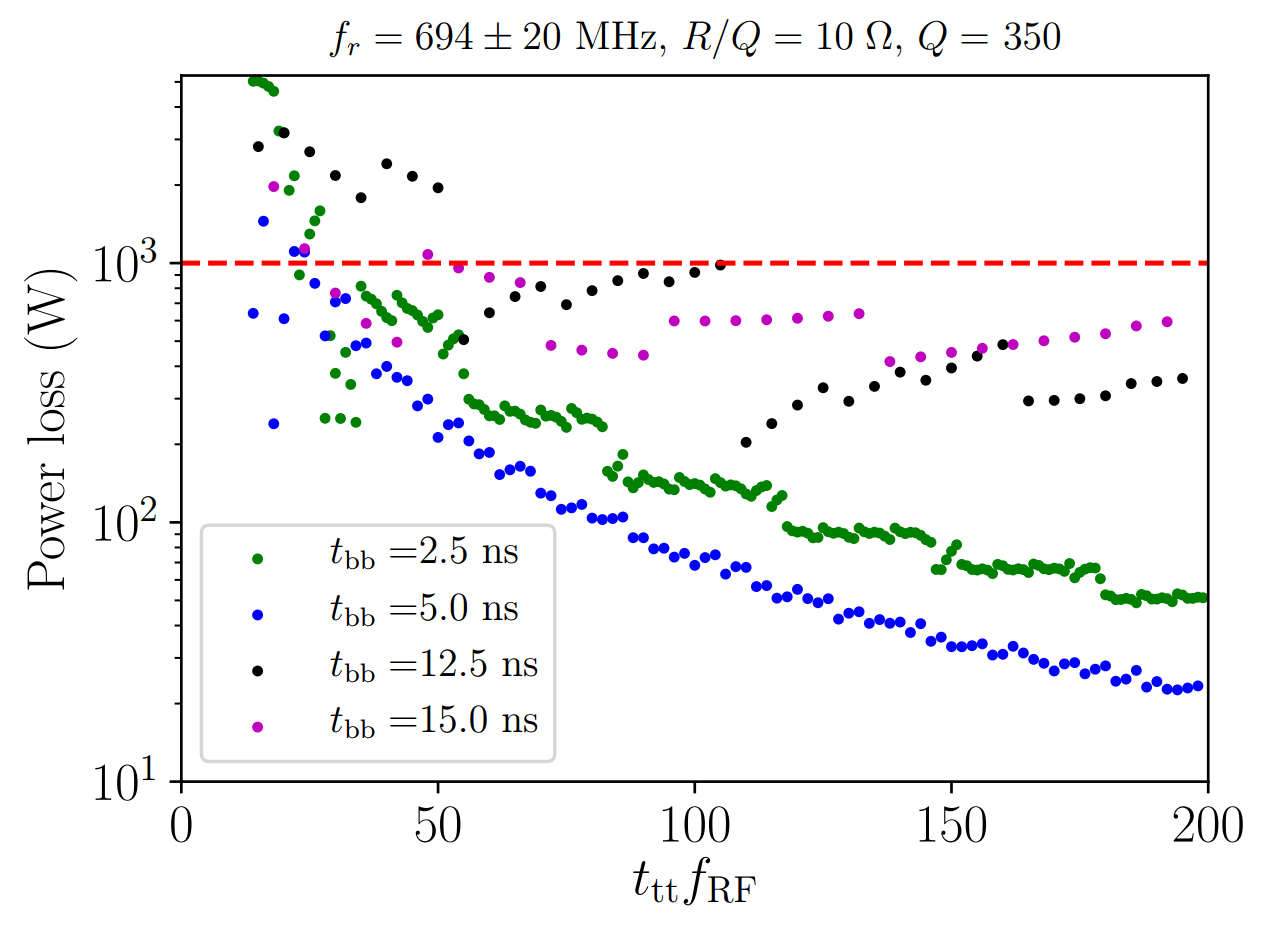 f_r = 694 ± 20 MHz, R/Q = 10 Ω, Q = 350
Power loss (W)
10^3
10^2
10^1
t_bb =2.5 ns
t_bb =5.0 ns
t_bb =12.5 ns
t_bb =15.0 ns
0 50 100 150 200
t_tt f_RF